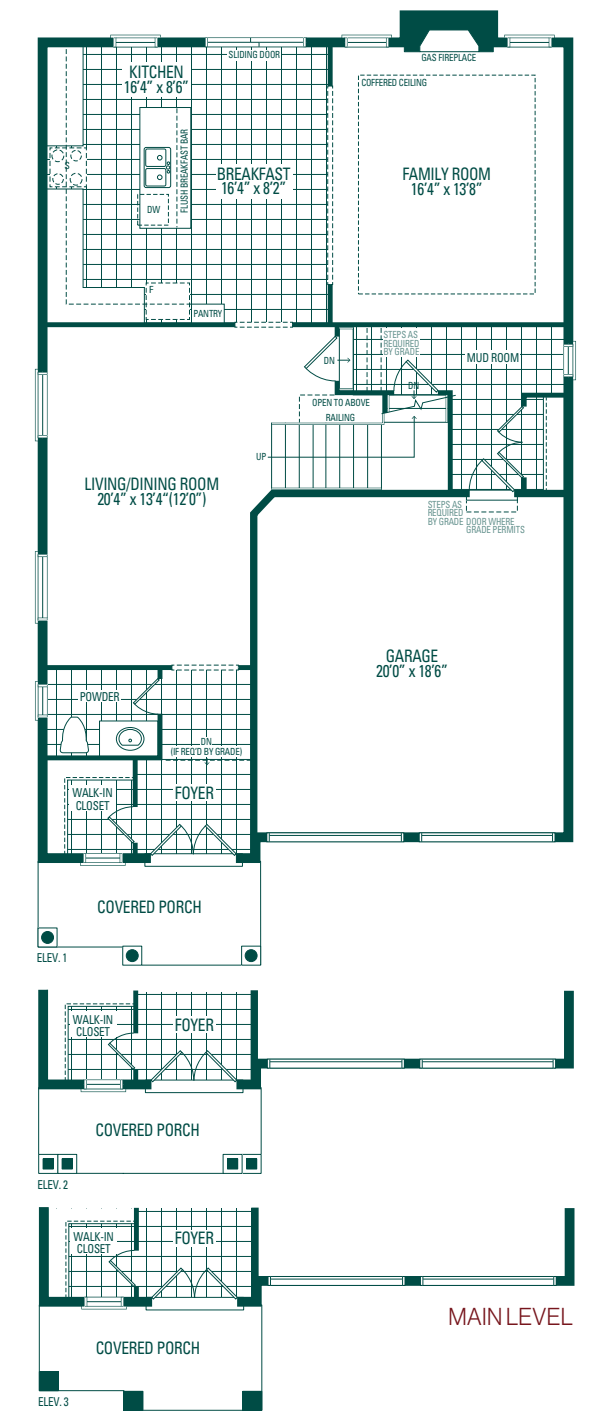 SLIDING DOOR
GAS FIREPLACE
KITCHEN
16'4" x 8'6"
COFFERED CEILING
S
FLUSH BREAKFAST BAR
BREAKFAST
16'4" x 8'2"
FAMILY ROOM
16'4" x 13'8"
DW
F
PANTRY
STEPS AS
REQUIRED
BY GRADE
MUD ROOM
DN
DN
OPEN TO ABOVE
RAILING
UP
LIVING/DINING ROOM
20'4" x 13'4"(12'0")
STEPS AS
REQUIRED
BY GRADE
DOOR WHERE
GRADE PERMITS
GARAGE
20'0" x 18'6"
POWDER
DN
(IF REQ'D BY GRADE)
WALK-IN
CLOSET
FOYER
COVERED PORCH
ELEV. 1
WALK-IN
CLOSET
FOYER
COVERED PORCH
ELEV. 2
WALK-IN
CLOSET
FOYER
MAIN LEVEL
COVERED PORCH
ELEV. 3